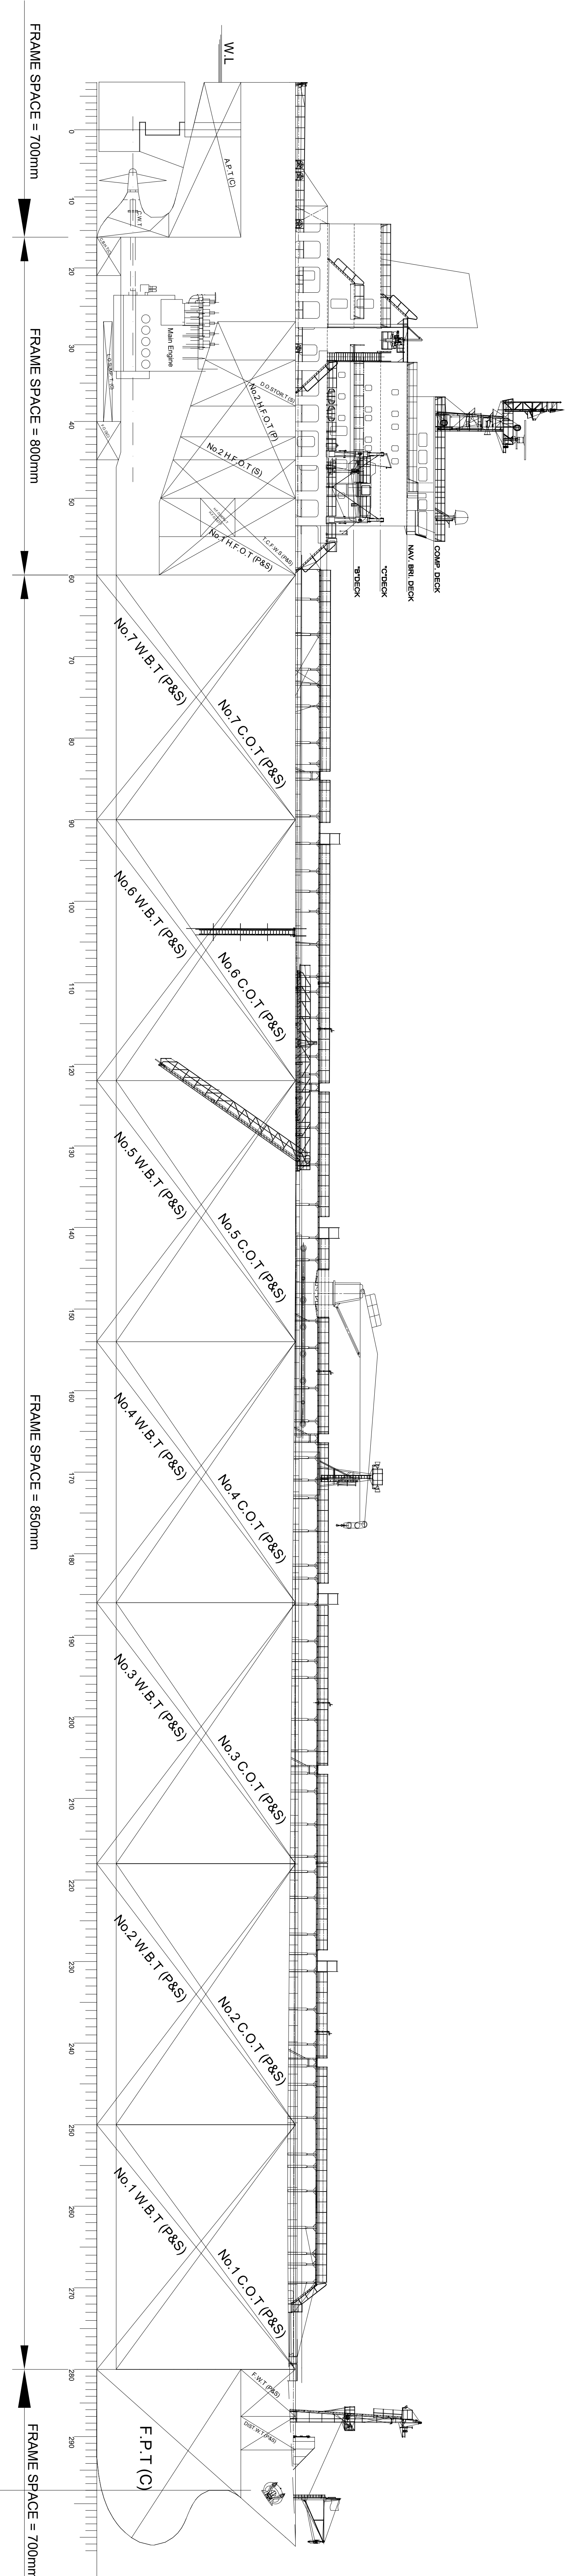 W.L
FRAME SPACE = 700mm
FRAME SPACE = 800mm
FRAME SPACE = 850mm
FRAME SPACE = 700mm
0
10
20
30
40
50
60
70
80
90
100
110
120
130
140
150
160
170
180
190
200
210
220
230
240
250
260
270
280
290
A.P.T (C)
C.W.T
Main Engine
D.O.STOR.T (S)
No.2 H.F.O.T (P)
No.2 H.F.O.T (S)
T.C.F.W.B (P&S)
No.1 H.F.O.T (P&S)
COMP. DECK
NAV. BRI. DECK
"C"DECK
"B"DECK
No.7 C.O.T (P&S)
No.7 W.B.T (P&S)
No.6 C.O.T (P&S)
No.6 W.B.T (P&S)
No.5 C.O.T (P&S)
No.5 W.B.T (P&S)
No.4 C.O.T (P&S)
No.4 W.B.T (P&S)
No.3 C.O.T (P&S)
No.3 W.B.T (P&S)
No.2 C.O.T (P&S)
No.2 W.B.T (P&S)
No.1 C.O.T (P&S)
No.1 W.B.T (P&S)
F.W.T (P&S)
DIST.W.T (P&S)
F.P.T (C)